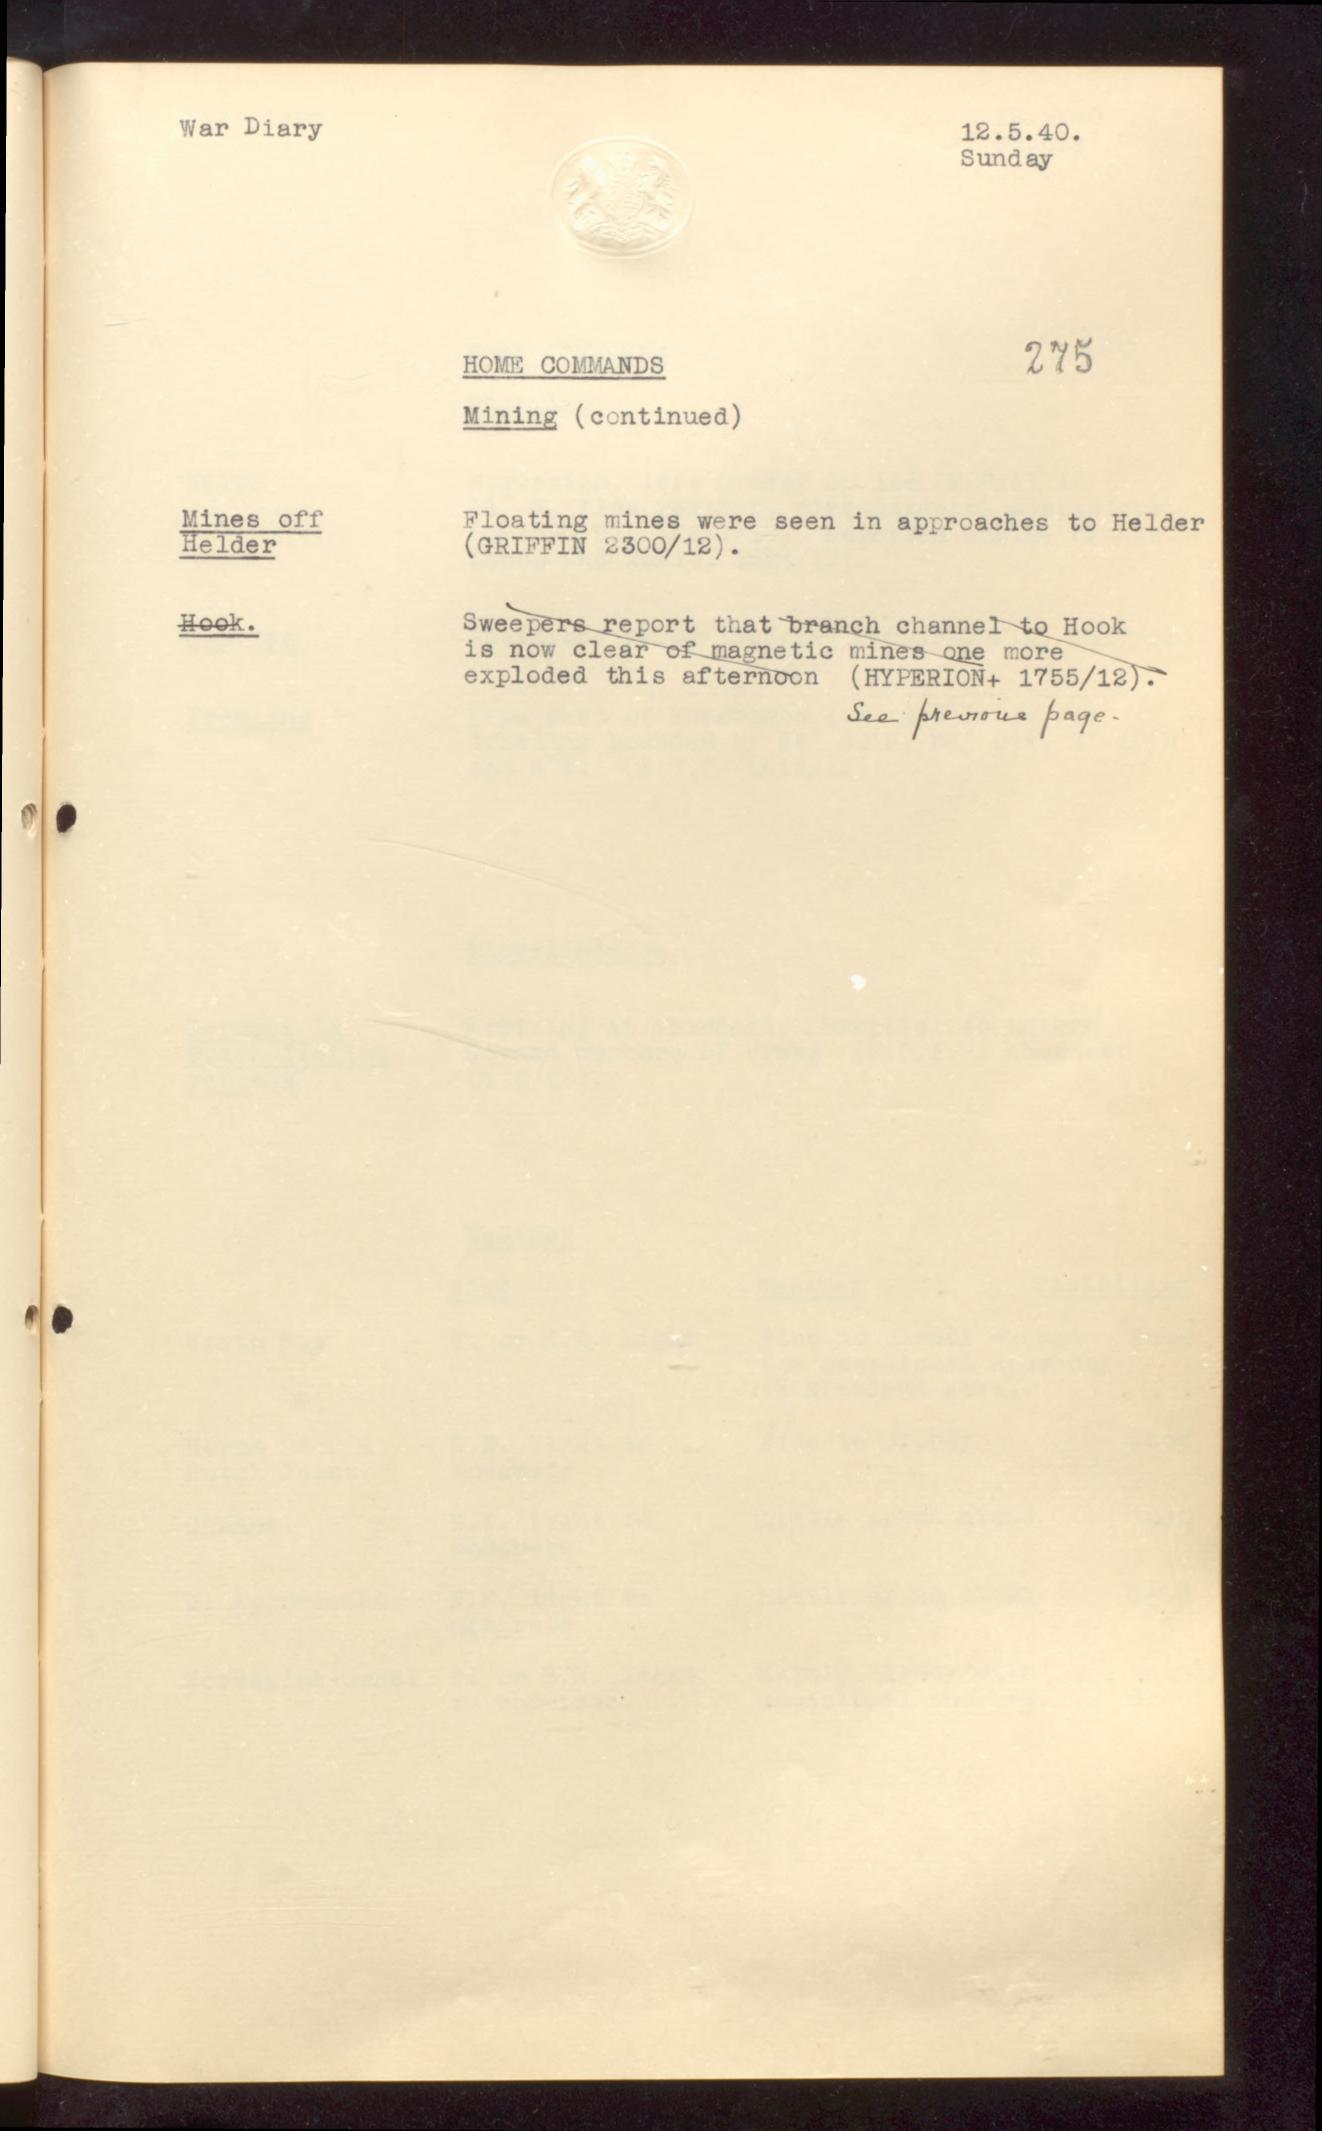 War Diary
12.5.40.
Sunday
275
HOME COMMANDS
Mining (continued)
Mines off
Helder
Floating mines were seen in approaches to Helder
(GRIFFIN 2300/12).
Hook.
Sweepers report that branch channel to Hook
is now clear of magnetic mines one more
exploded this afternoon (HYPERION+ 1755/12).
See previous page.